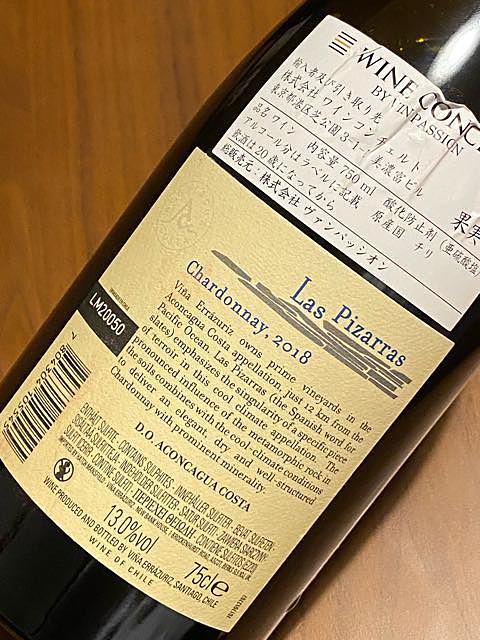 WINE CONCE
BY VINPASSION
輸入者及び引き取り先
株式会社 ワインコンチェルト
東京都港区芝公園3-1- 美濃富ビル
品名 ワイン 内容量 750 ml 酸化防止剤 (亜硫酸塩
アルコール分はラベルに記載 原産国 チリ
飲酒は20歳になってから 果実
総販売元:株式会社 ヴァンパッシオン
Las Pizarras
Chardonnay, 2018
Viña Errázuriz owns prime vineyards in the
Aconcagua Costa appellation, just 12 km from the
Pacific Ocean. Las Pizarras (the Spanish word for
slates) emphasizes the singularity of a specific piece
of terroir in this cool climate appellation. The
pronounced influence of the metamorphic rock in
the soils combines with the cool climate conditions
to deliver an elegant, dry and well-structured
Chardonnay with prominent minerality.
D.O. ACONCAGUA COSTA
LM20050
13.0%vol
75cl e
WINE PRODUCED AND BOTTLED BY VIÑA ERRÁZURIZ, SANTIAGO, CHILE
WINE OF CHILE